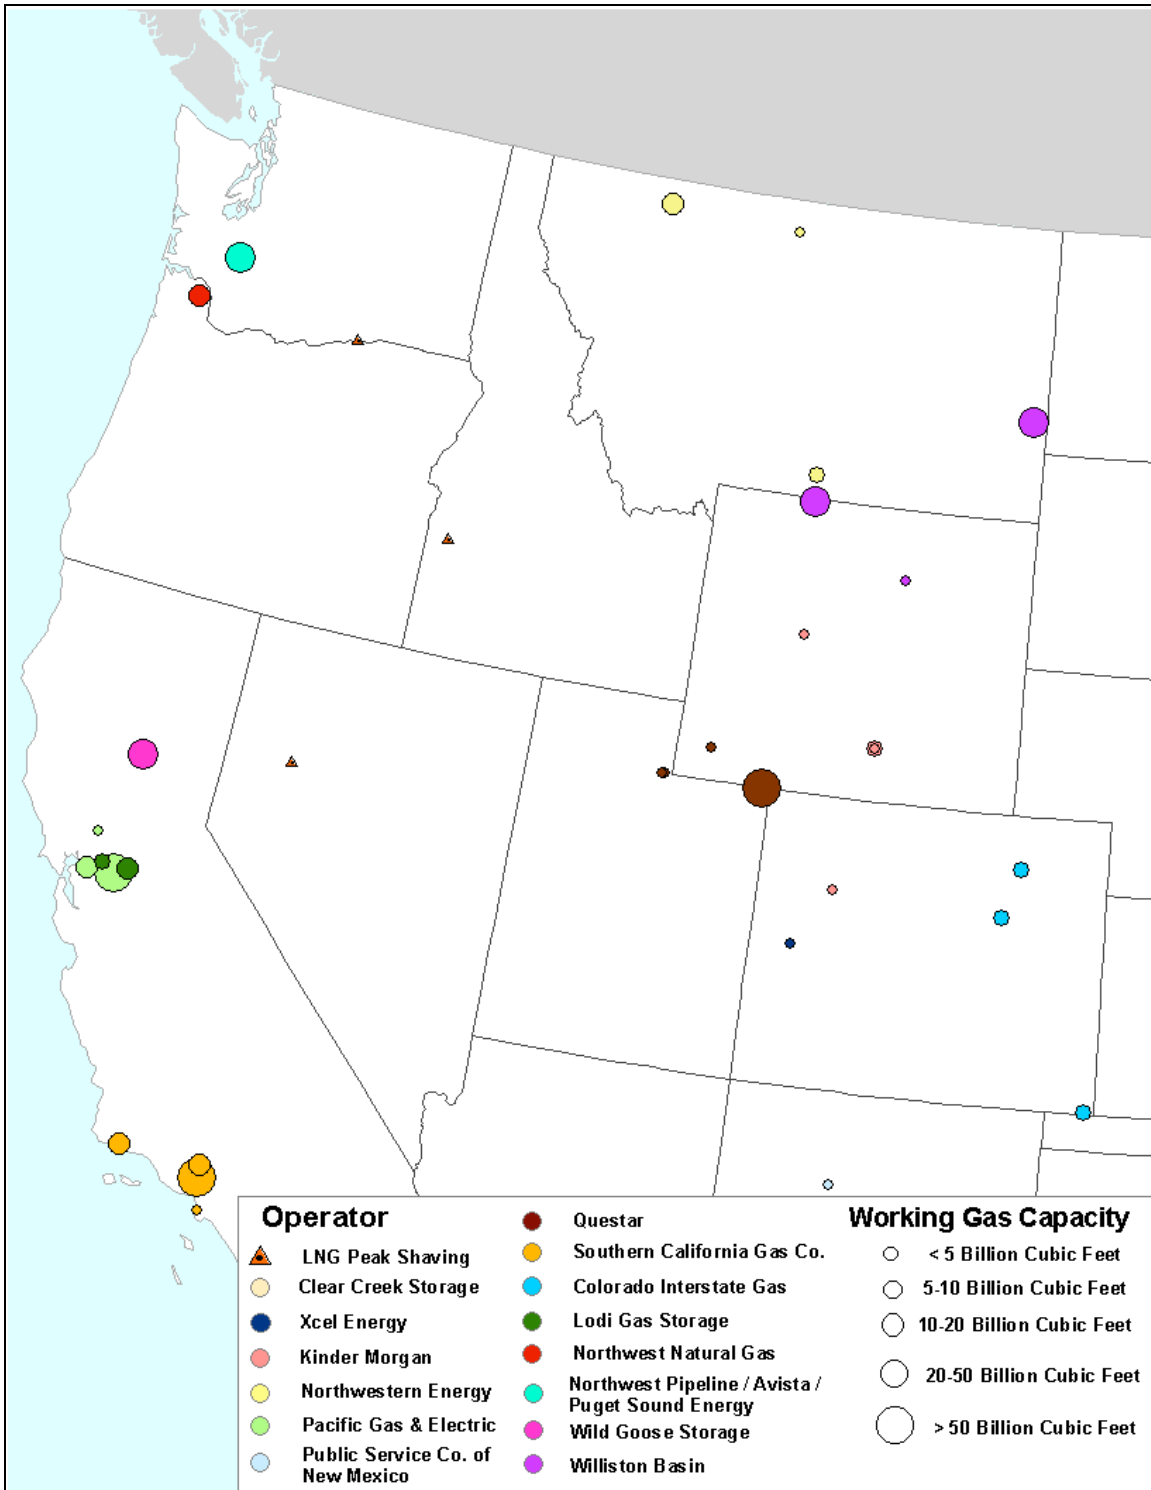 Operator
LNG Peak Shaving
Clear Creek Storage
Xcel Energy
Kinder Morgan
Northwestern Energy
Pacific Gas & Electric
Public Service Co. of
New Mexico
Questar
Southern California Gas Co.
Colorado Interstate Gas
Lodi Gas Storage
Northwest Natural Gas
Northwest Pipeline / Avista /
Puget Sound Energy
Wild Goose Storage
Williston Basin
Working Gas Capacity
< 5 Billion Cubic Feet
5-10 Billion Cubic Feet
10-20 Billion Cubic Feet
20-50 Billion Cubic Feet
> 50 Billion Cubic Feet